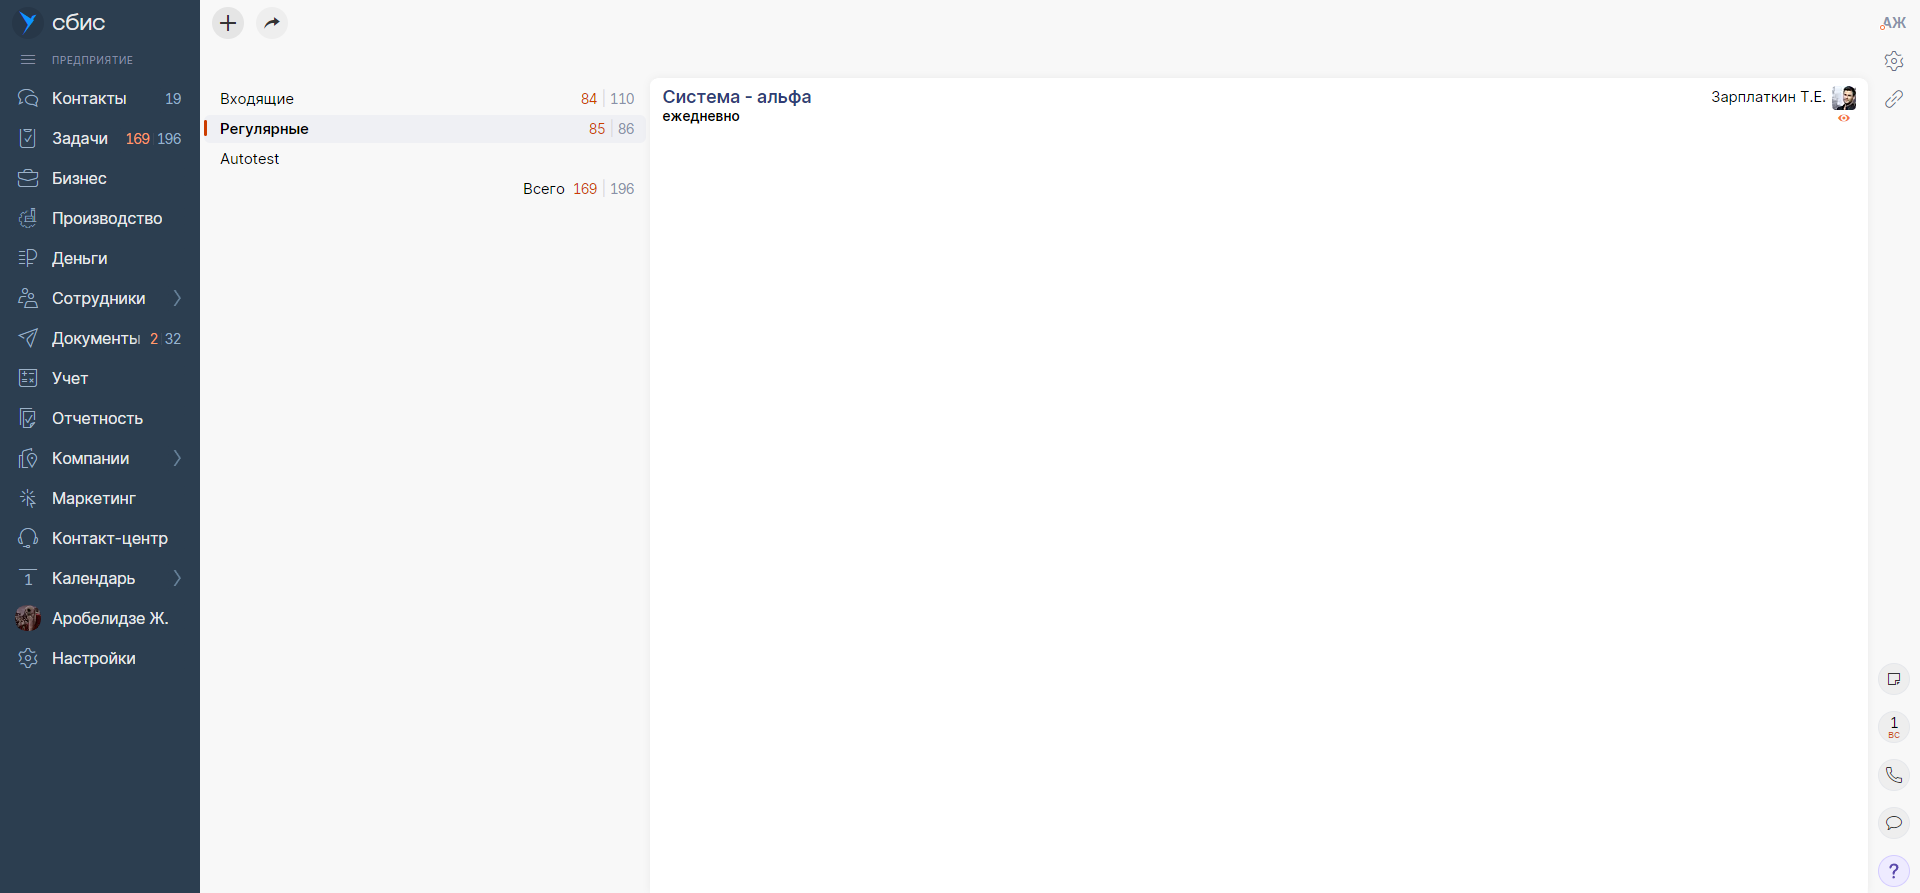 сбис
ПРЕДПРИЯТИЕ
Контакты 19
Задачи 169 196
Бизнес
Производство
Деньги
Сотрудники
Документы 2 32
Учет
Отчетность
Компании
Маркетинг
Контакт-центр
1 Календарь
Аробелидзе Ж.
Настройки
Входящие 84 110
Регулярные 85 86
Autotest
Всего 169 196
Система - альфа
ежедневно
Зарплаткин Т.Е.
АЖ
1
ВС
?